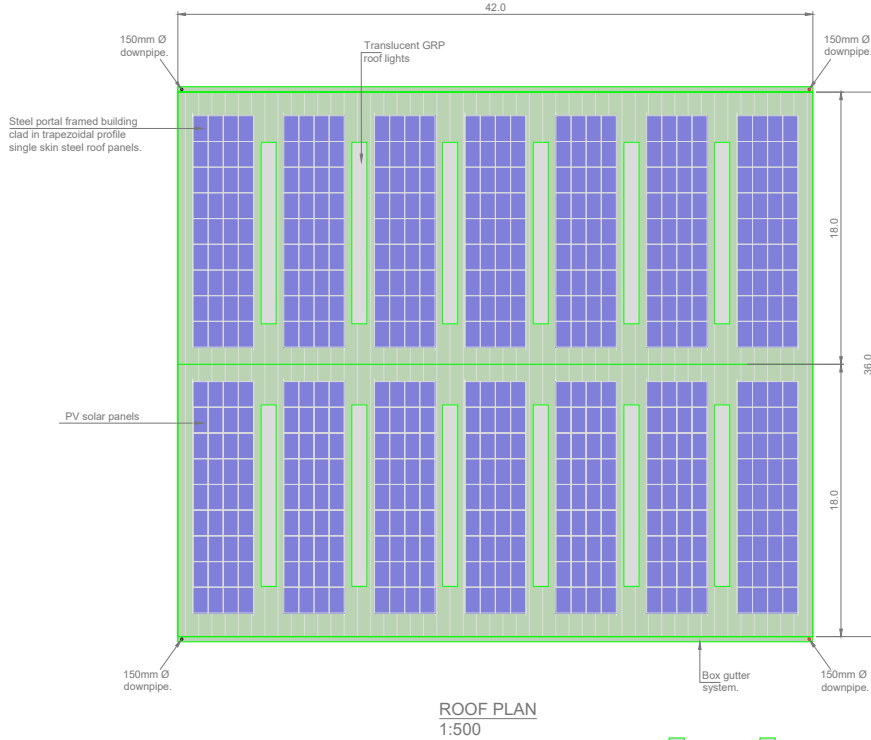 42.0
150mm Ø
downpipe.
Translucent GRP
roof lights
150mm Ø
downpipe.
Steel portal framed building
clad in trapezoidal profile
single skin steel roof panels.
18.0
36.0
PV solar panels
18.0
150mm Ø
downpipe.
Box gutter
system.
150mm Ø
downpipe.
ROOF PLAN
1:500